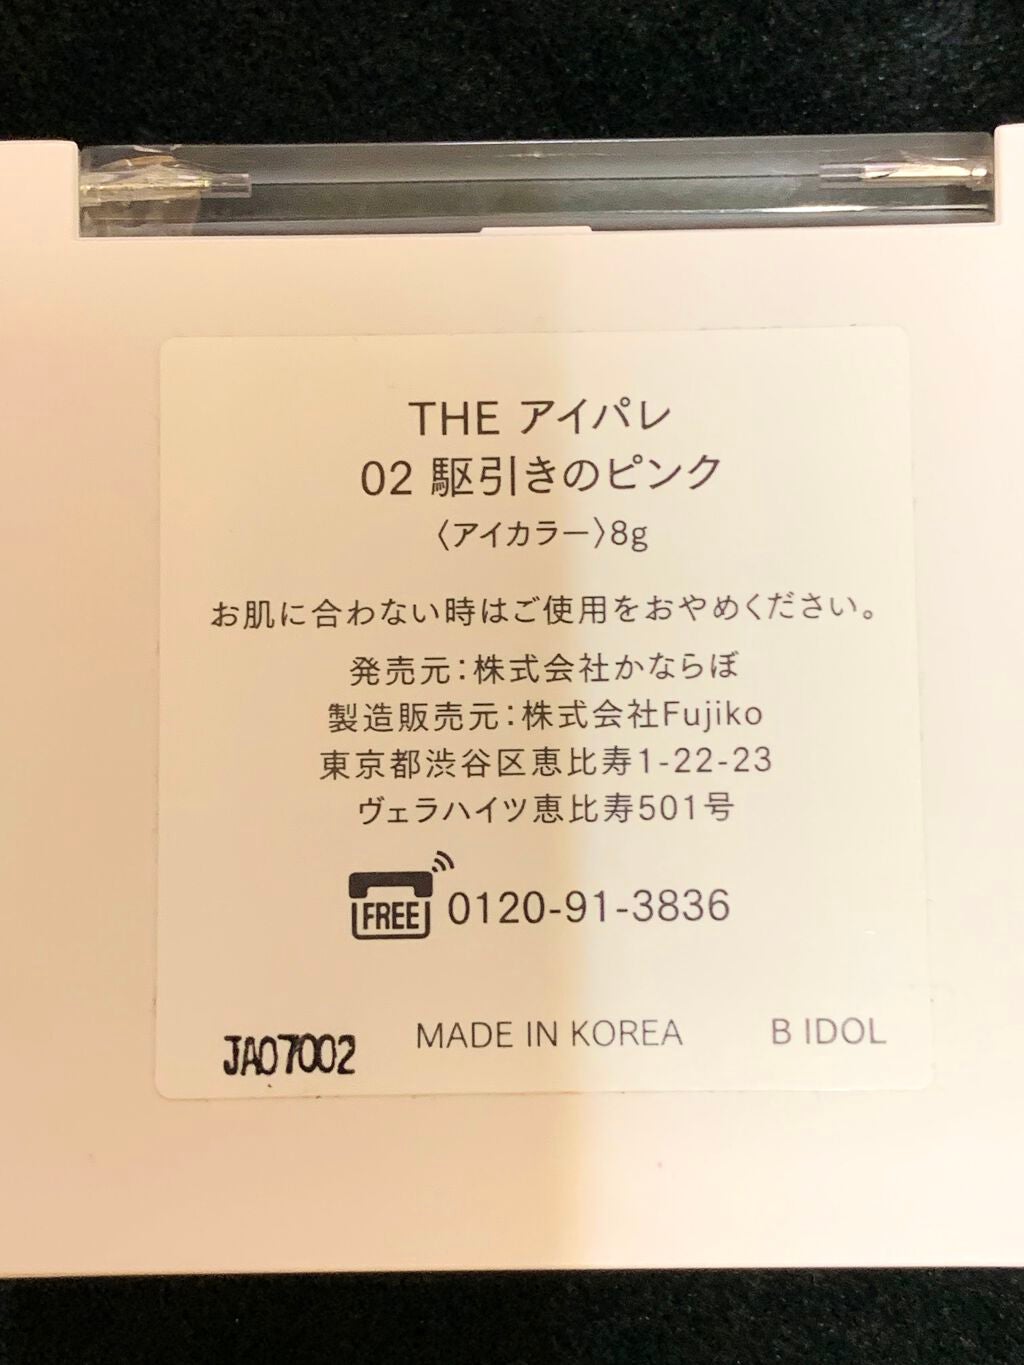 THE アイパレ
02 駆引きのピンク
〈アイカラー〉8g
お肌に合わない時はご使用をおやめください。
発売元：株式会社かならぼ
製造販売元：株式会社Fujiko
東京都渋谷区恵比寿1-22-23
ヴェラハイツ恵比寿501号
FREE 0120-91-3836
JA07002 MADE IN KOREA B IDOL